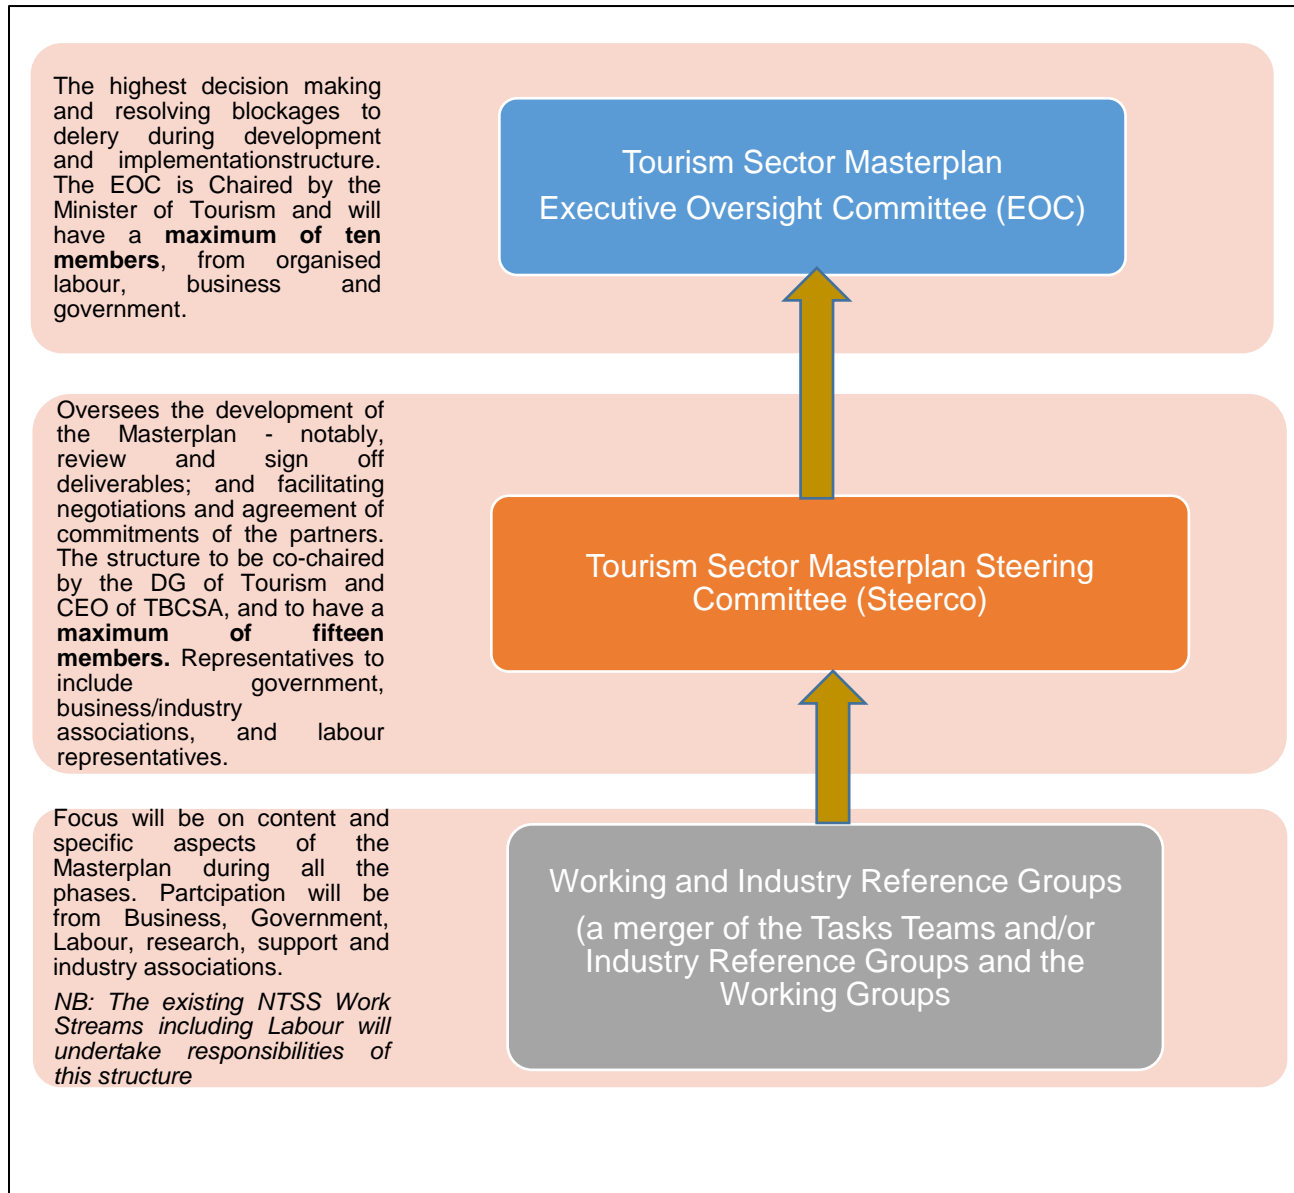 The highest decision making
and resolving blockages to
delery during development
and implementationstructure.
The EOC is Chaired by the
Minister of Tourism and will
have a maximum of ten
members, from organised
labour, business and
government.
Tourism Sector Masterplan
Executive Oversight Committee (EOC)
Oversees the development of
the Masterplan - notably,
review and sign off
deliverables; and facilitating
negotiations and agreement of
commitments of the partners.
The structure to be co-chaired
by the DG of Tourism and
CEO of TBCSA, and to have a
maximum of fifteen
members. Representatives to
include government,
business/industry
associations, and labour
representatives.
Tourism Sector Masterplan Steering
Committee (Steerco)
Focus will be on content and
specific aspects of the
Masterplan during all the
phases. Partcipation will be
from Business, Government,
Labour, research, support and
industry associations.
NB: The existing NTSS Work
Streams including Labour will
undertake responsibilities of
this structure
Working and Industry Reference Groups
(a merger of the Tasks Teams and/or
Industry Reference Groups and the
Working Groups